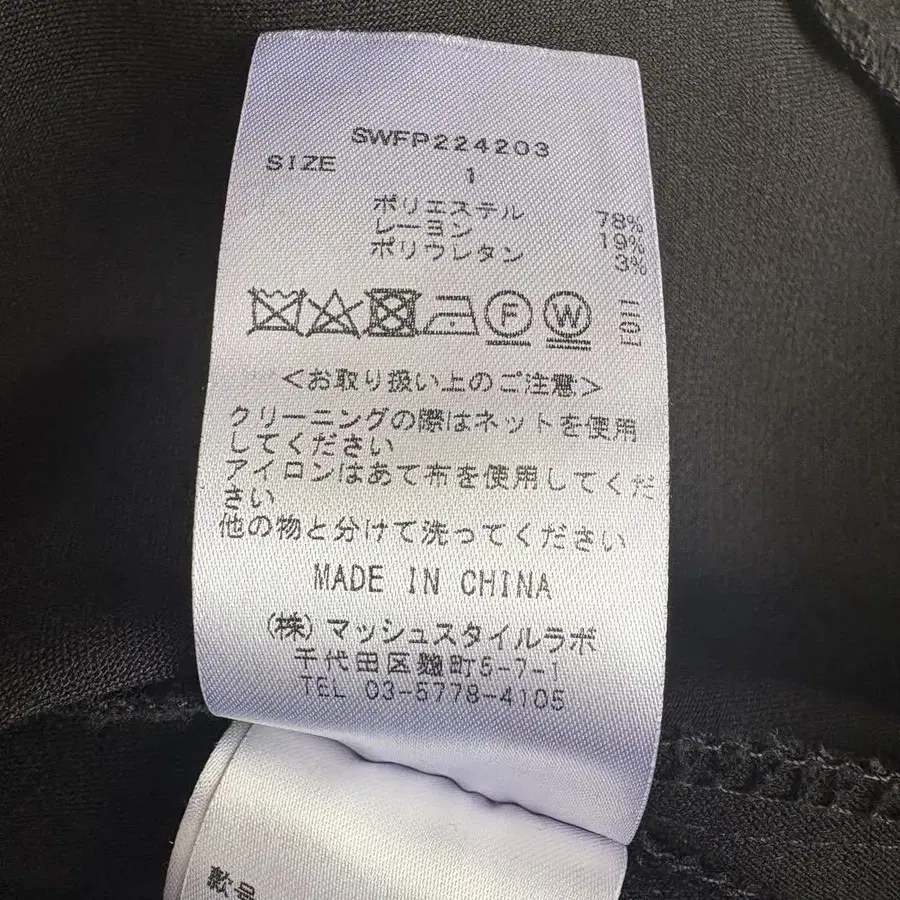 SWFP224203
SIZE 1
ポリエステル 78%
レーヨン 19%
ポリウレタン 3%
F W E011
<お取り扱い上のご注意>
クリーニングの際はネットを使用
してください
アイロンはあて布を使用してくだ
さい
他の物と分けて洗ってください
MADE IN CHINA
(株)マッシュスタイルラボ
千代田区麹町5-7-1
TEL 03-5778-4105
款号